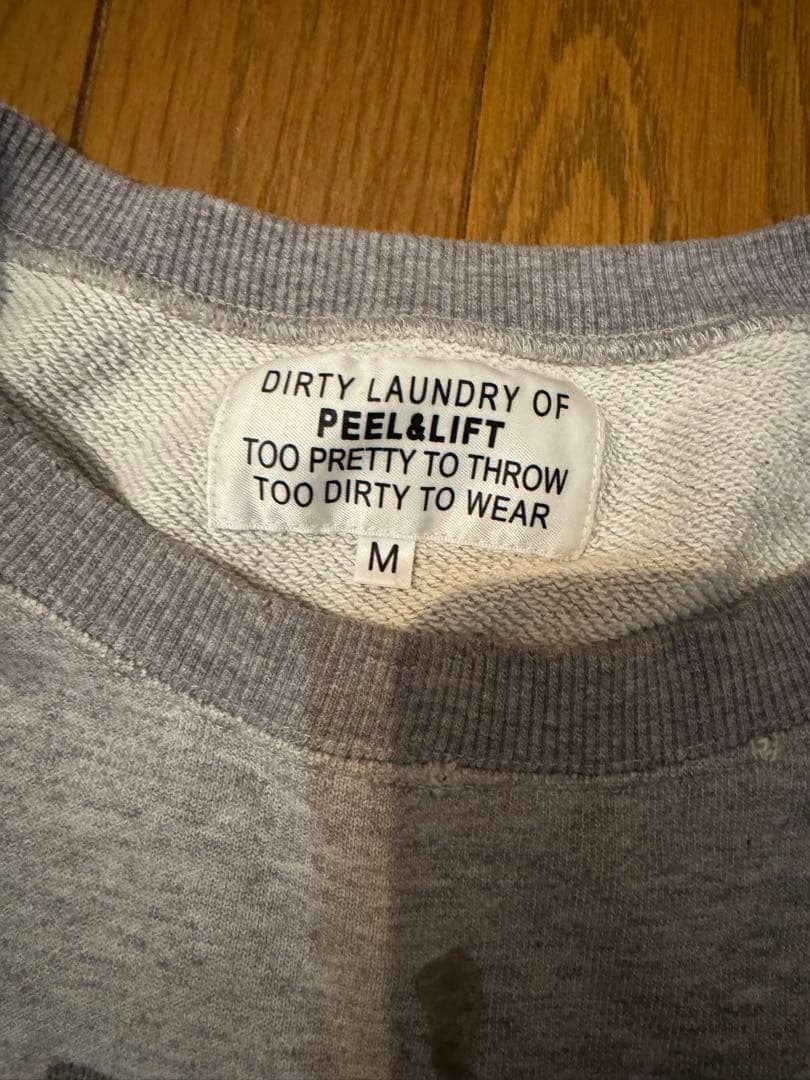 DIRTY LAUNDRY OF
PEEL&LIFT
TOO PRETTY TO THROW
TOO DIRTY TO WEAR
M